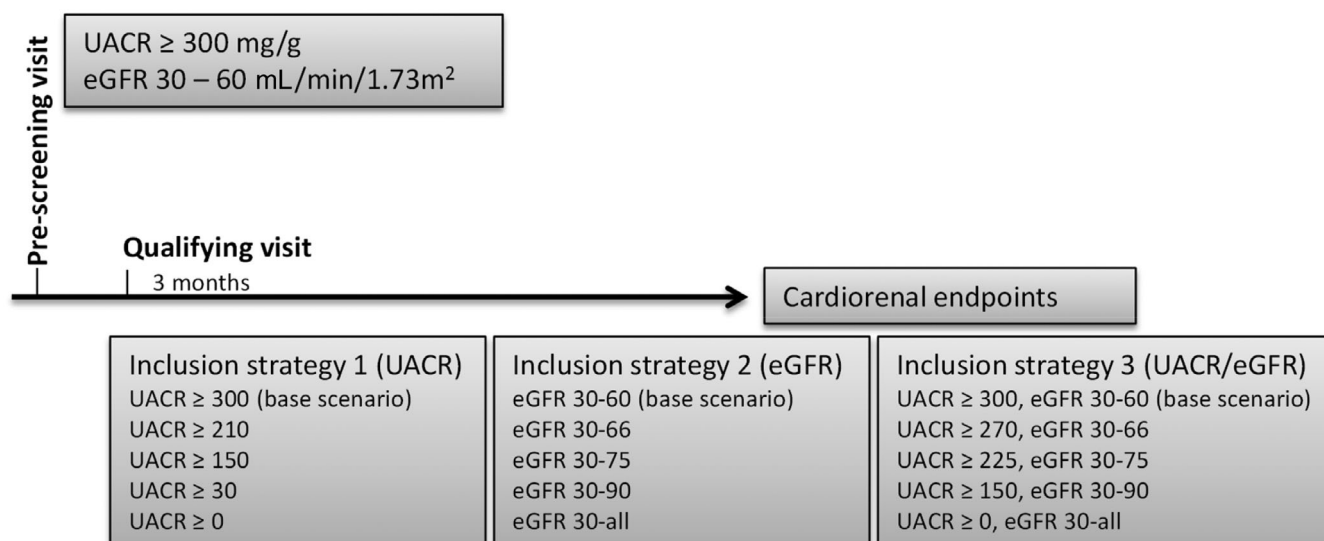 UACR ≥ 300 mg/g
eGFR 30 – 60 mL/min/1.73m²
Pre-screening visit
Qualifying visit
3 months
Cardiorenal endpoints
Inclusion strategy 1 (UACR)
UACR ≥ 300 (base scenario)
UACR ≥ 210
UACR ≥ 150
UACR ≥ 30
UACR ≥ 0
Inclusion strategy 2 (eGFR)
eGFR 30-60 (base scenario)
eGFR 30-66
eGFR 30-75
eGFR 30-90
eGFR 30-all
Inclusion strategy 3 (UACR/eGFR)
UACR ≥ 300, eGFR 30-60 (base scenario)
UACR ≥ 270, eGFR 30-66
UACR ≥ 225, eGFR 30-75
UACR ≥ 150, eGFR 30-90
UACR ≥ 0, eGFR 30-all